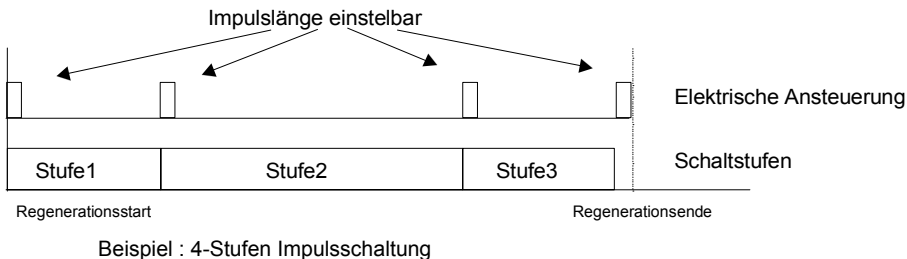 Impulslänge einstelbar
Elektrische Ansteuerung
Stufe1 Stufe2 Stufe3 Schaltstufen
Regenerationsstart Regenerationsende
Beispiel : 4-Stufen Impulsschaltung